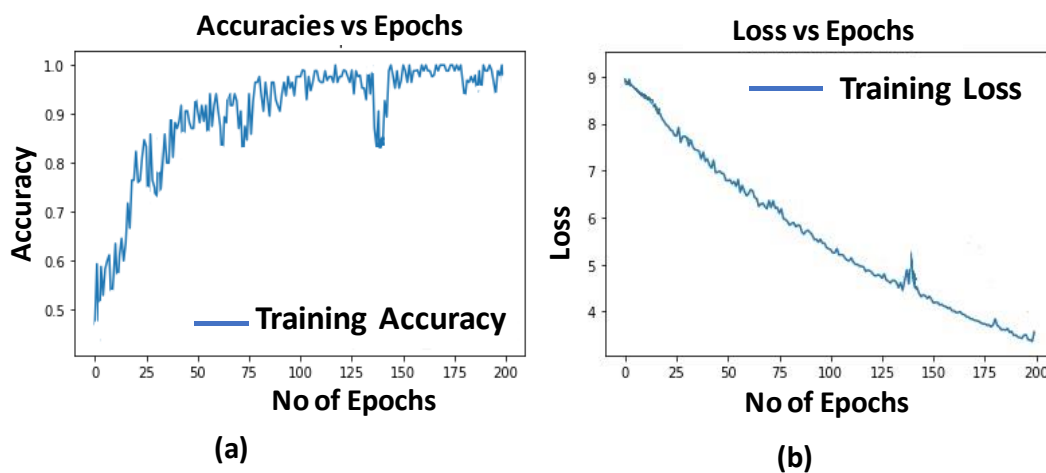 Accuracies vs Epochs
1.0
0.9
0.8
0.7
0.6
0.5
Accuracy
Training Accuracy
0 25 50 75 100 125 150 175 200
No of Epochs
(a)
Loss vs Epochs
9
8
7
6
5
4
Loss
Training Loss
0 25 50 75 100 125 150 175 200
No of Epochs
(b)